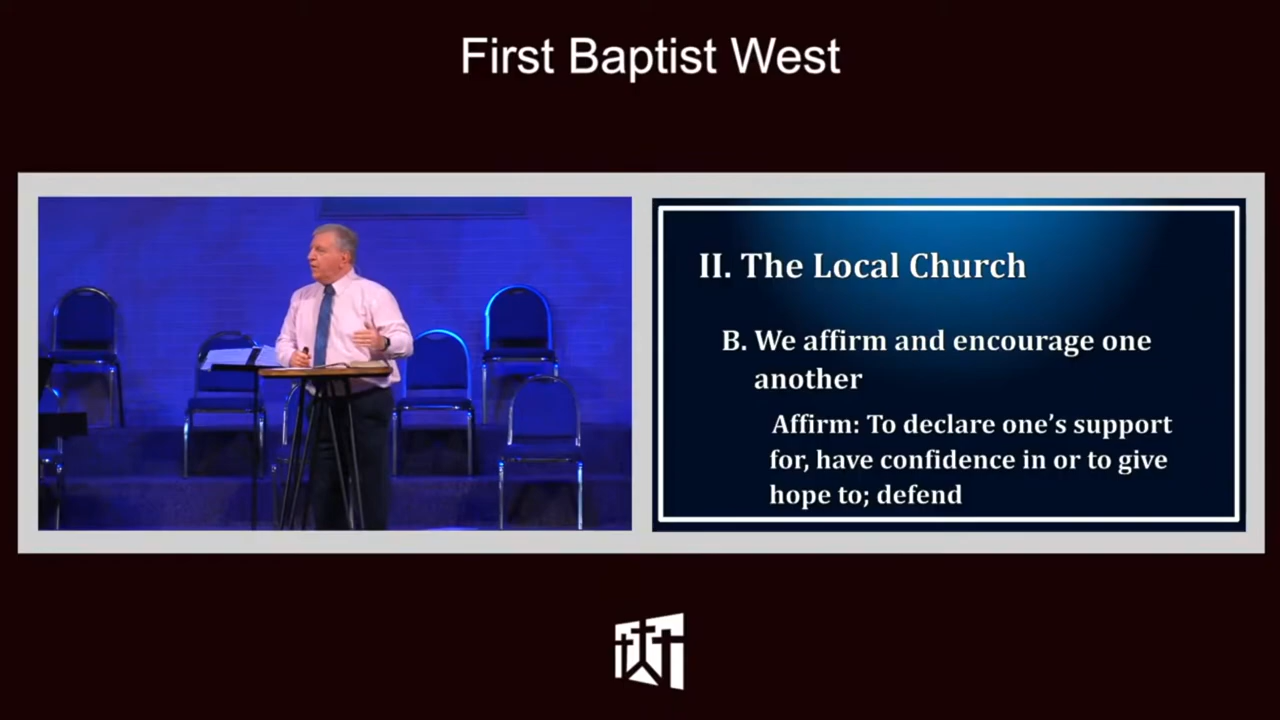 First Baptist West
II. The Local Church
B. We affirm and encourage one
another
Affirm: To declare one’s support
for, have confidence in or to give
hope to; defend